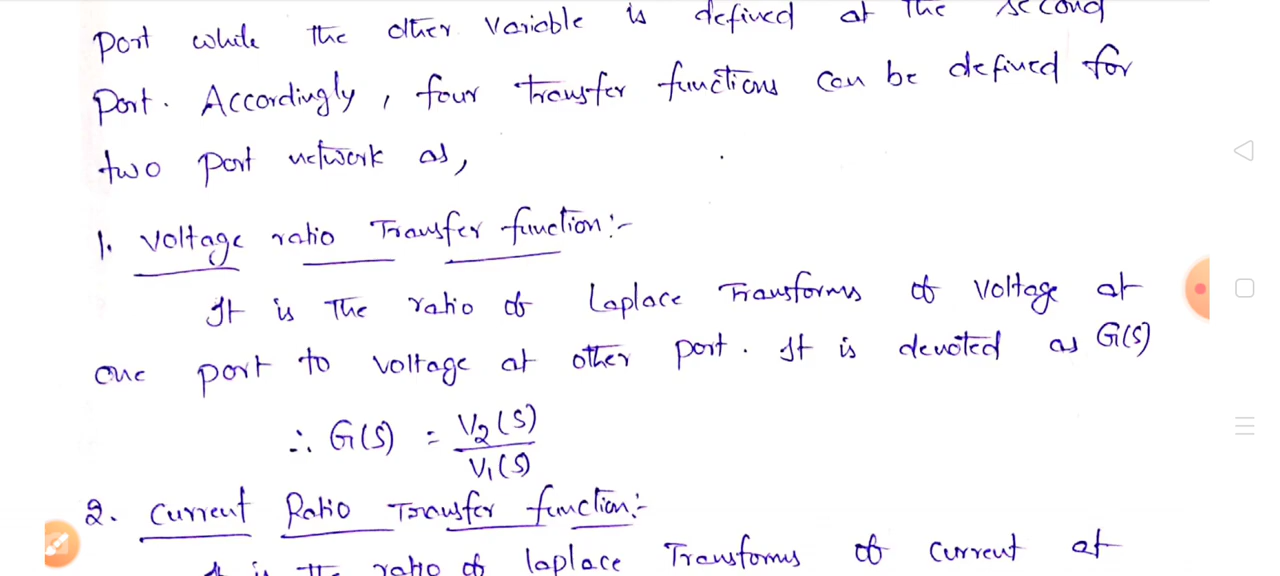 Port while the other variable is defined at the second
Port. Accordingly, four transfer functions can be defined for
two port network as,
1. Voltage ratio Transfer function:-
It is the ratio of Laplace Transforms of voltage at
one port to voltage at other port. It is denoted as G(s)
∴ G(s) = V2(s)/V1(s)
2. Current Ratio Transfer function:-
It is the ratio of laplace Transforms of current at